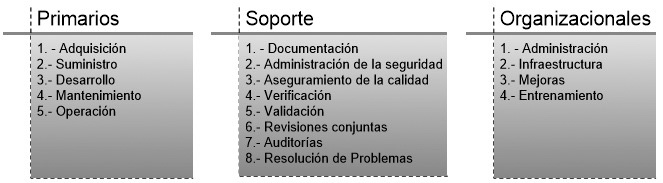 Primarios
1. - Adquisición
2.- Suministro
3.- Desarrollo
4.- Mantenimiento
5.- Operación
Soporte
1. - Documentación
2.- Administración de la seguridad
3.- Aseguramiento de la calidad
4.- Verificación
5.- Validación
6.- Revisiones conjuntas
7.- Auditorías
8.- Resolución de Problemas
Organizacionales
1. - Administración
2.- Infraestructura
3.- Mejoras
4.- Entrenamiento